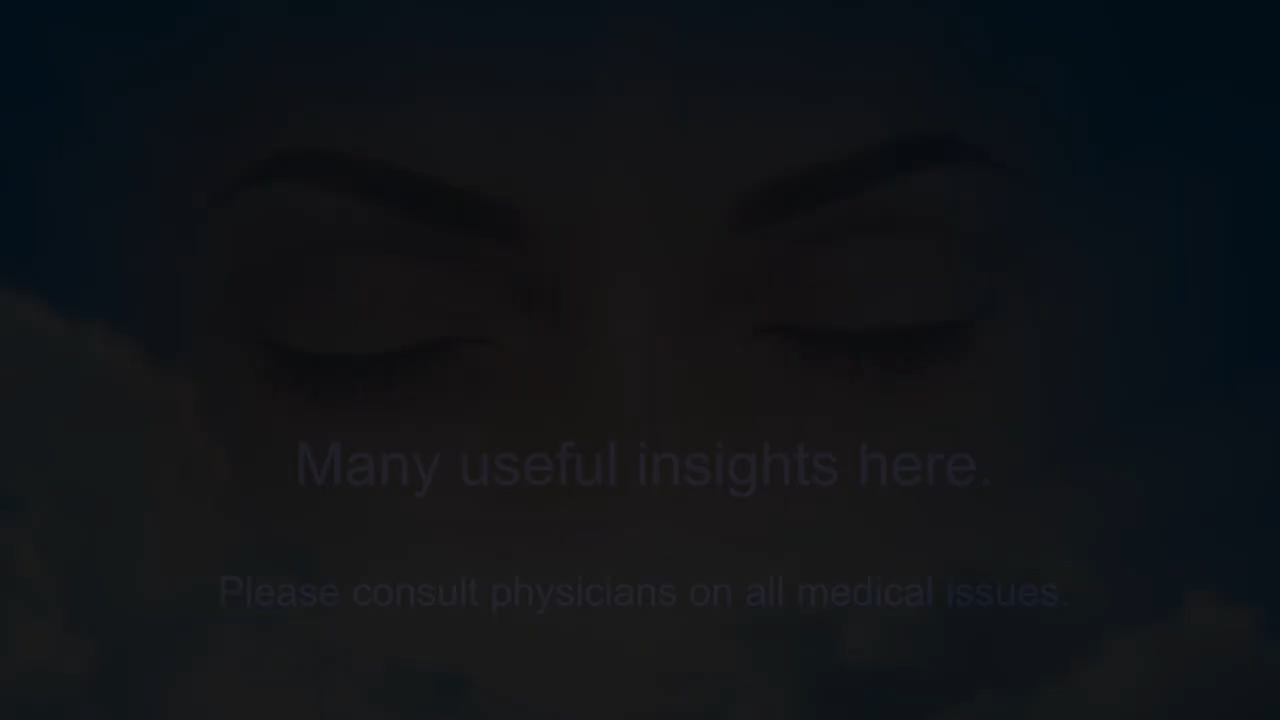 Many useful insights here.
Please consult physicians on all medical issues.